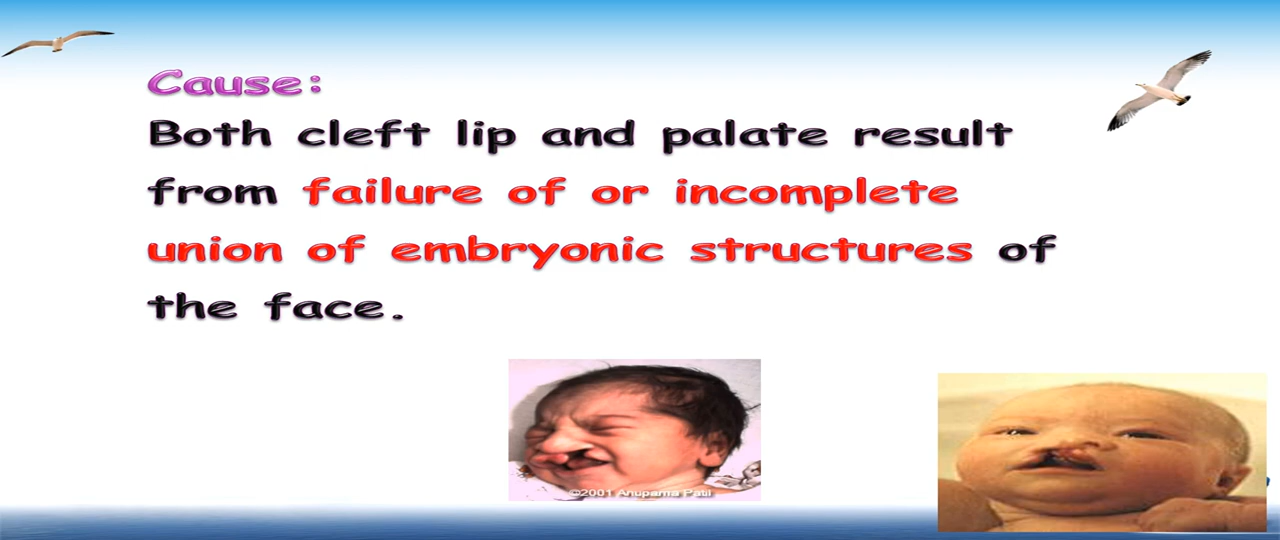 Cause:
Both cleft lip and palate result
from failure of or incomplete
union of embryonic structures of
the face.
©2001 Anupama Patil